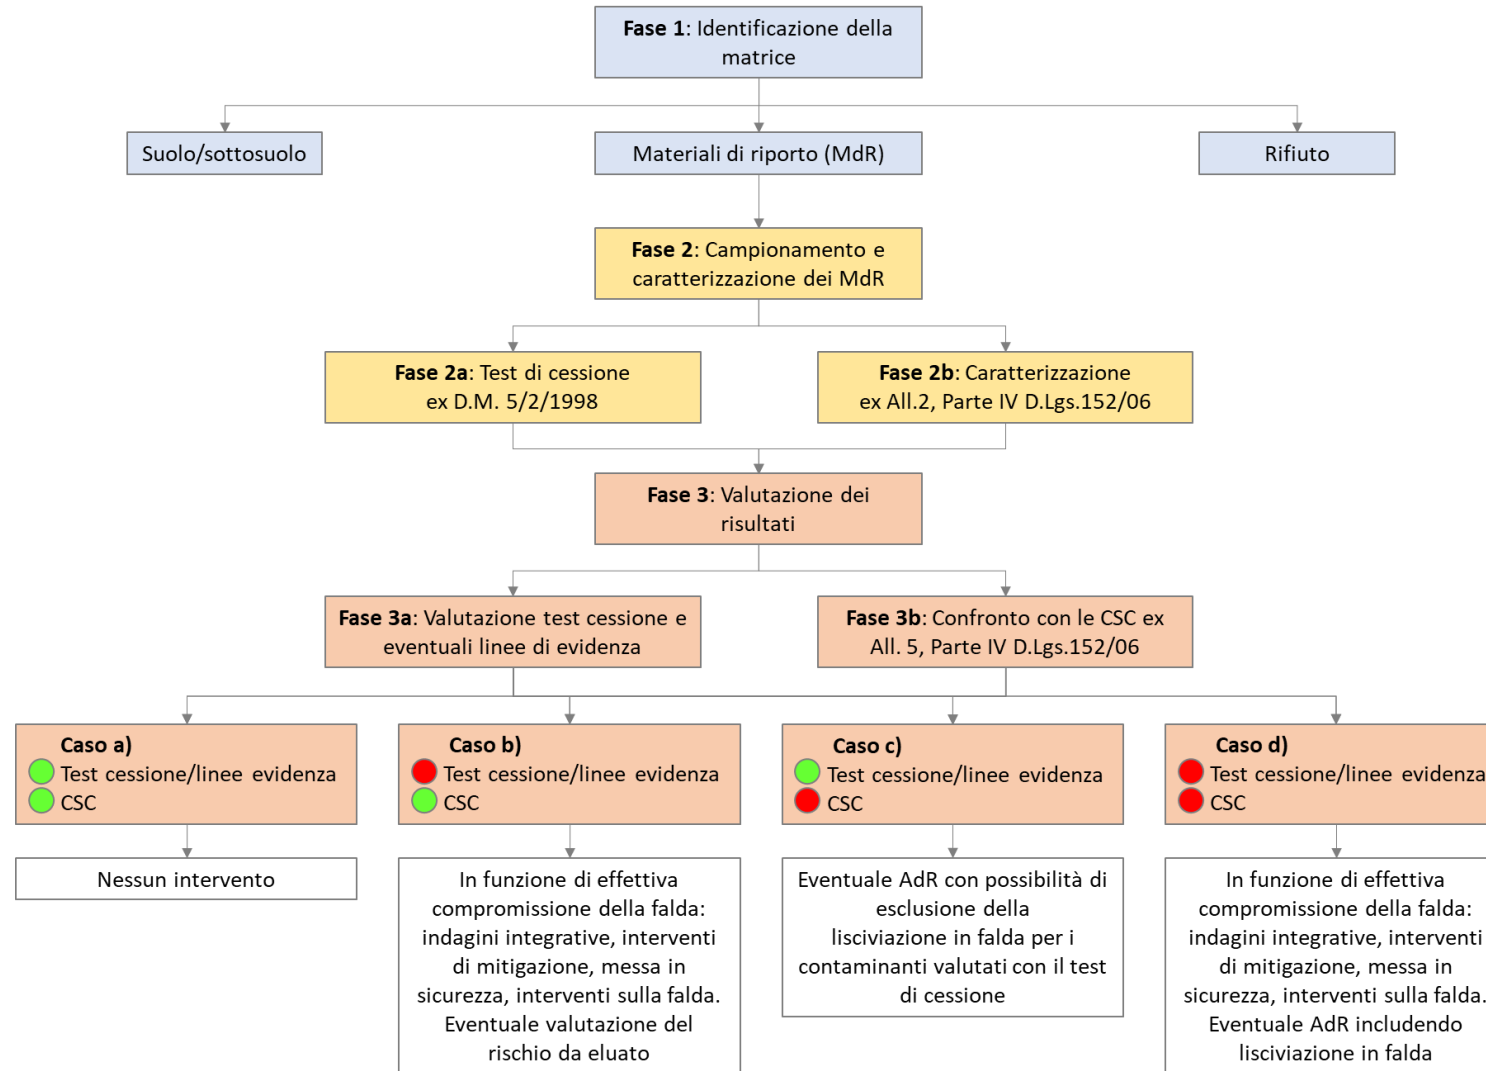 Fase 1: Identificazione della
matrice
Suolo/sottosuolo
Materiali di riporto (MdR)
Rifiuto
Fase 2: Campionamento e
caratterizzazione dei MdR
Fase 2a: Test di cessione
ex D.M. 5/2/1998
Fase 2b: Caratterizzazione
ex All.2, Parte IV D.Lgs.152/06
Fase 3: Valutazione dei
risultati
Fase 3a: Valutazione test cessione e
eventuali linee di evidenza
Fase 3b: Confronto con le CSC ex
All. 5, Parte IV D.Lgs.152/06
Caso a)
Test cessione/linee evidenza
CSC
Caso b)
Test cessione/linee evidenza
CSC
Caso c)
Test cessione/linee evidenza
CSC
Caso d)
Test cessione/linee evidenza
CSC
Nessun intervento
In funzione di effettiva
compromissione della falda:
indagini integrative, interventi
di mitigazione, messa in
sicurezza, interventi sulla falda.
Eventuale valutazione del
rischio da eluato
Eventuale AdR con possibilità di
esclusione della
lisciviazione in falda per i
contaminanti valutati con il test
di cessione
In funzione di effettiva
compromissione della falda:
indagini integrative, interventi
di mitigazione, messa in
sicurezza, interventi sulla falda.
Eventuale AdR includendo
lisciviazione in falda